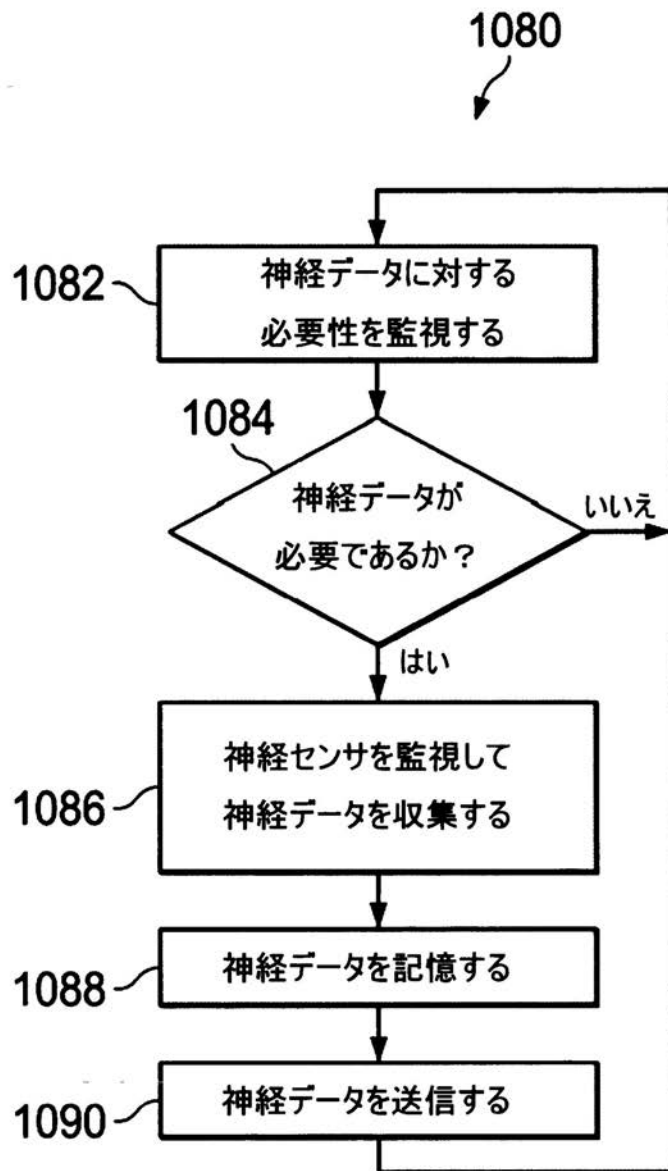 1080
1082
神経データに対する
必要性を監視する
1084
神経データが
必要であるか？
いいえ
はい
1086
神経センサを監視して
神経データを収集する
1088
神経データを記憶する
1090
神経データを送信する